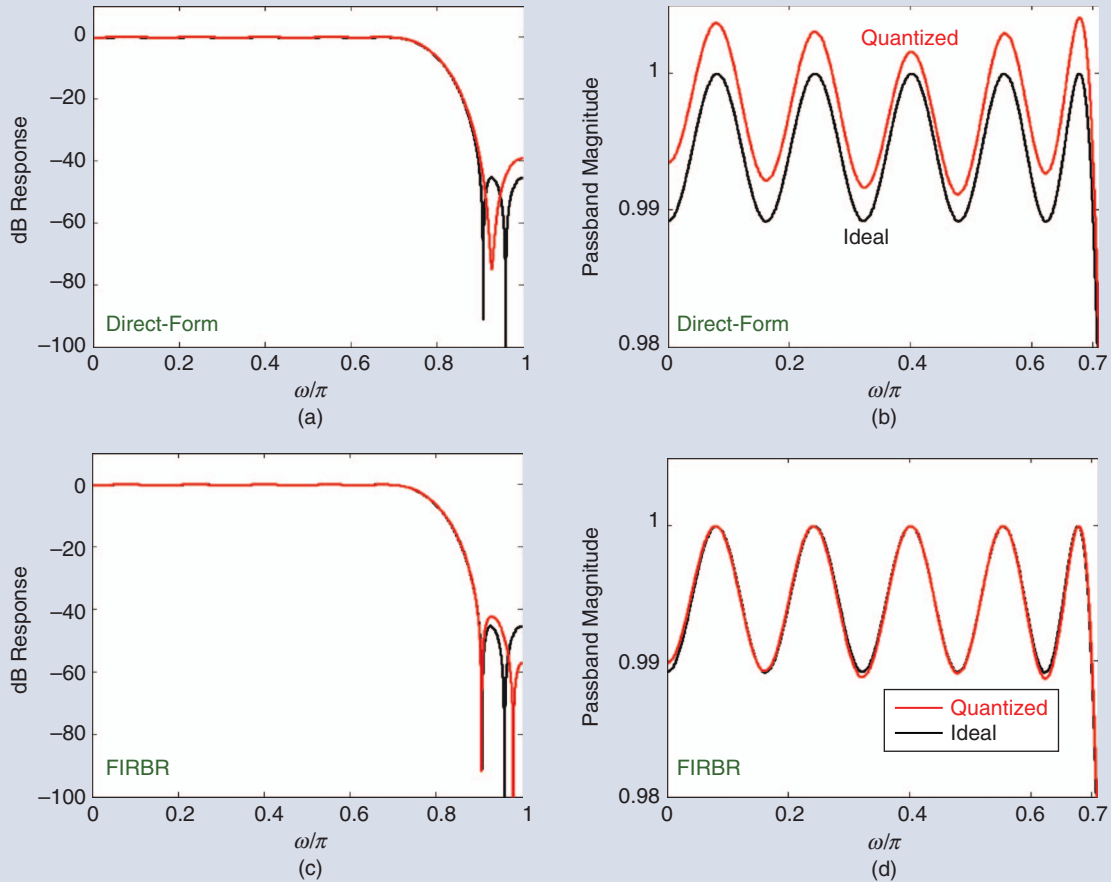 0
−20
−40
−60
−80
−100
dB Response
Direct-Form
0 0.2 0.4 0.6 0.8 1
ω/π
(a)
1
0.99
0.98
Passband Magnitude
Quantized
Ideal
Direct-Form
0 0.2 0.4 0.6 0.7
ω/π
(b)
0
−20
−40
−60
−80
−100
dB Response
FIRBR
0 0.2 0.4 0.6 0.8 1
ω/π
(c)
1
0.99
0.98
Passband Magnitude
Quantized
Ideal
FIRBR
0 0.2 0.4 0.6 0.7
ω/π
(d)